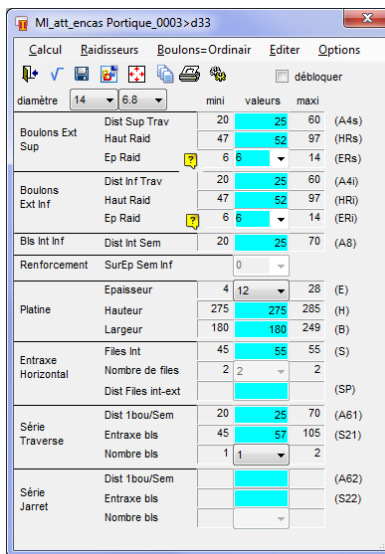 MI_att_encas Portique_0003>d33
Calcul Raidisseurs Boulons=Ordinair Editer Options
débloquer
diamètre 14 6.8 mini valeurs maxi
Boulons Ext Sup
Dist Sup Trav 20 25 60 (A4s)
Haut Raid 47 52 97 (HRs)
Ep Raid ? 6 6 14 (ERs)
Boulons Ext Inf
Dist Inf Trav 20 25 60 (A4i)
Haut Raid 47 52 97 (HRi)
Ep Raid ? 6 6 14 (ERi)
Bls Int Inf Dist Int Sem 20 25 70 (A8)
Renforcement SurEp Sem Inf 0
Platine
Epaisseur 4 12 28 (E)
Hauteur 275 275 285 (H)
Largeur 180 180 249 (B)
Entraxe Horizontal
Files Int 45 55 55 (S)
Nombre de files 2 2 2
Dist Files int-ext (SP)
Série Traverse
Dist 1bou/Sem 20 25 70 (A61)
Entraxe bls 45 57 105 (S21)
Nombre bls 1 1 2
Série Jarret
Dist 1bou/Sem (A62)
Entraxe bls (S22)
Nombre bls